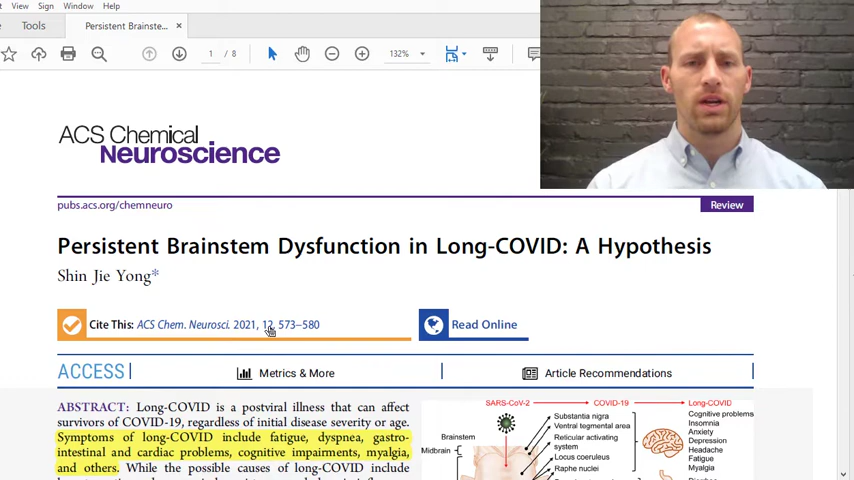 View Sign Window Help
Tools Persistent Brainste... ×
1 / 8 132%
ACS Chemical
Neuroscience
pubs.acs.org/chemneuro Review
Persistent Brainstem Dysfunction in Long-COVID: A Hypothesis
Shin Jie Yong*
Cite This: ACS Chem. Neurosci. 2021, 12, 573–580 Read Online
ACCESS Metrics & More Article Recommendations
ABSTRACT: Long-COVID is a postviral illness that can affect
survivors of COVID-19, regardless of initial disease severity or age.
Symptoms of long-COVID include fatigue, dyspnea, gastro-
intestinal and cardiac problems, cognitive impairments, myalgia,
and others. While the possible causes of long-COVID include
SARS-CoV-2 COVID-19 Long-COVID
Brainstem
Midbrain
Substantia nigra
Ventral tegmental area
Reticular activating
system
Locus coeruleus
Raphe nuclei
Cognitive problems
Insomnia
Anxiety
Depression
Headache
Fatigue
Myalgia